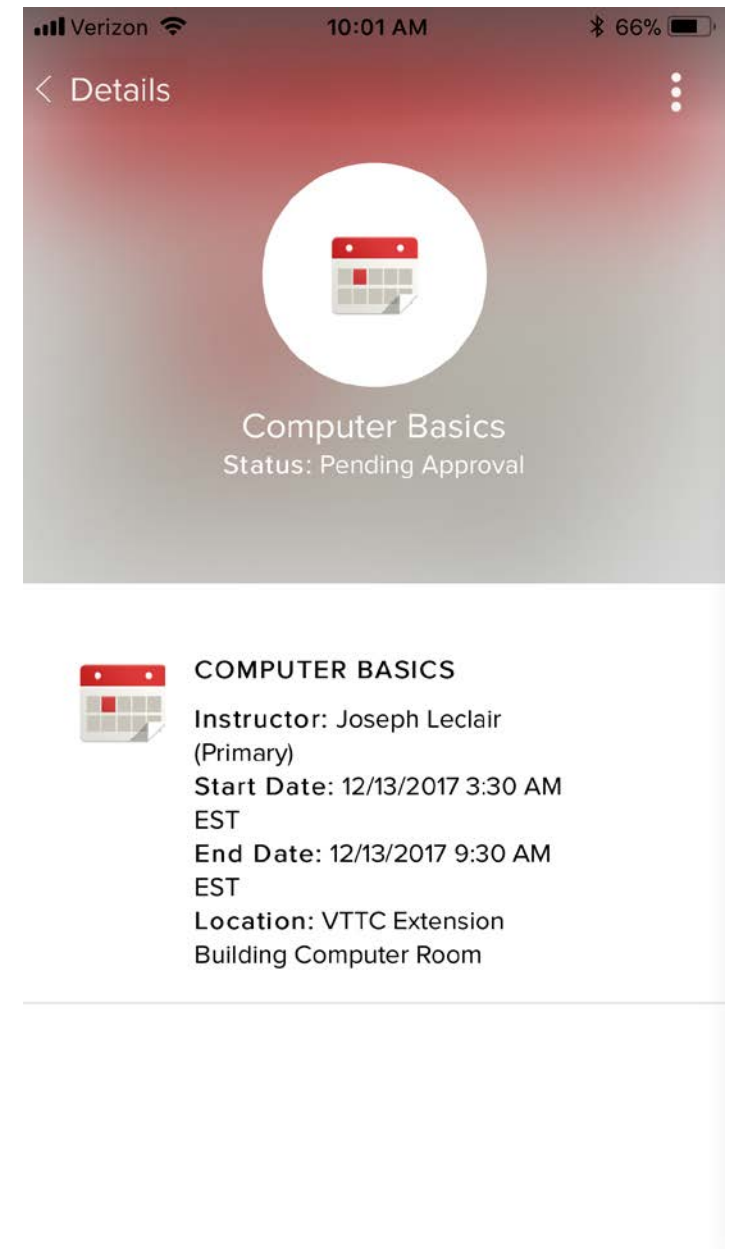 Verizon 10:01 AM 66%
Details
Computer Basics
Status: Pending Approval
COMPUTER BASICS
Instructor: Joseph Leclair
(Primary)
Start Date: 12/13/2017 3:30 AM
EST
End Date: 12/13/2017 9:30 AM
EST
Location: VTTC Extension
Building Computer Room